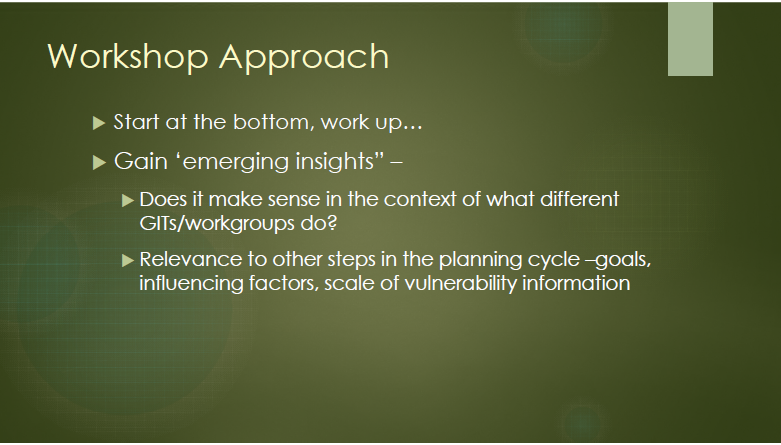 Workshop Approach
Start at the bottom, work up…
Gain ‘emerging insights” –
Does it make sense in the context of what different
GITs/workgroups do?
Relevance to other steps in the planning cycle –goals,
influencing factors, scale of vulnerability information